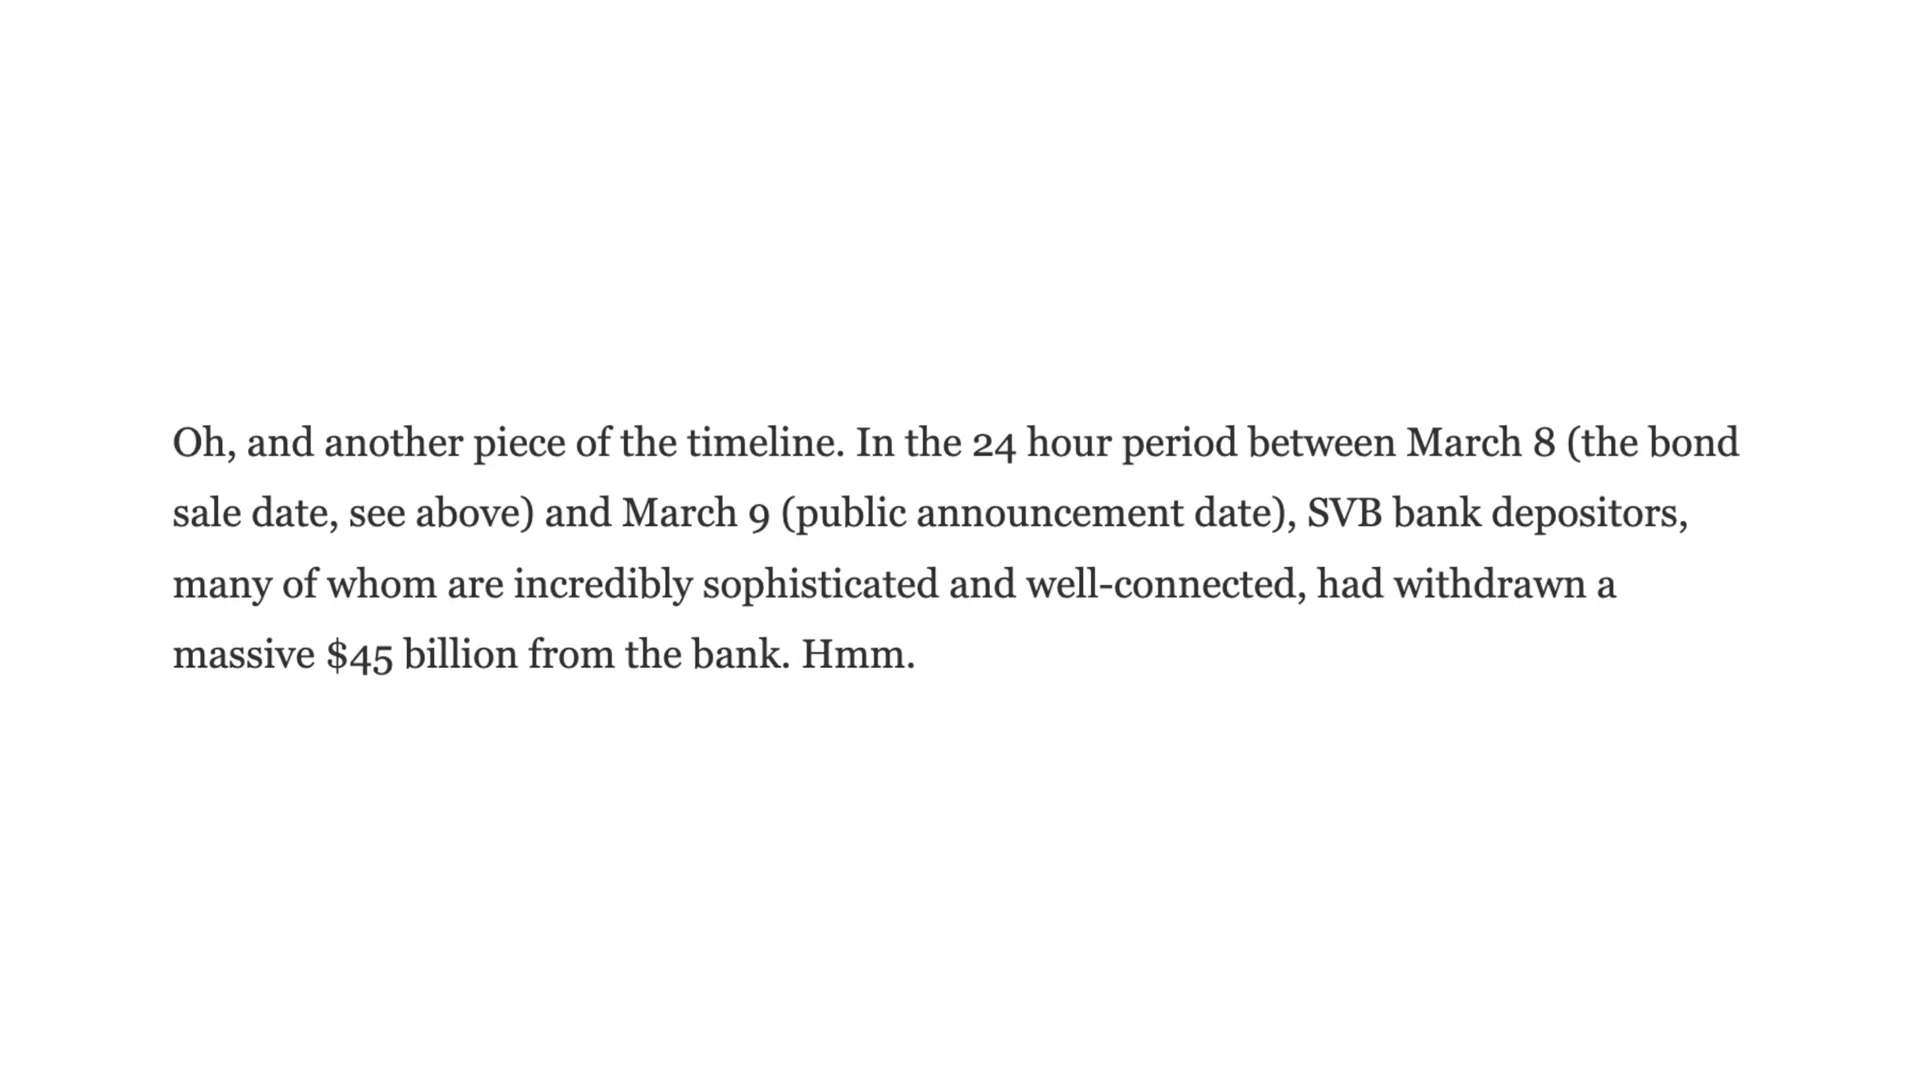 Oh, and another piece of the timeline. In the 24 hour period between March 8 (the bond
sale date, see above) and March 9 (public announcement date), SVB bank depositors,
many of whom are incredibly sophisticated and well-connected, had withdrawn a
massive $45 billion from the bank. Hmm.